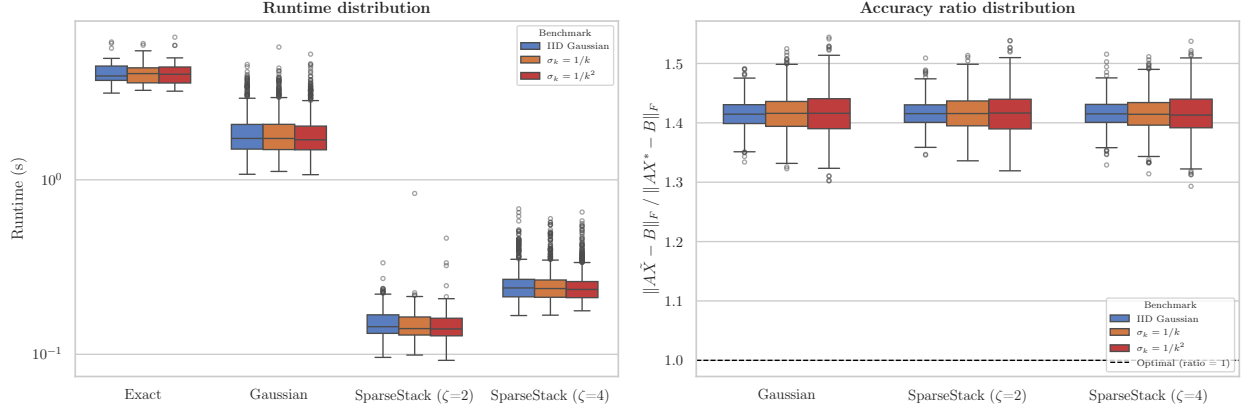 Runtime distribution
Benchmark
IID Gaussian
σ_k = 1/k
σ_k = 1/k²
Runtime (s)
10⁰
10⁻¹
Exact
Gaussian
SparseStack (ζ=2)
SparseStack (ζ=4)
Accuracy ratio distribution
‖AX̃ − B‖_F / ‖AX* − B‖_F
1.5
1.4
1.3
1.2
1.1
1.0
Benchmark
IID Gaussian
σ_k = 1/k
σ_k = 1/k²
Optimal (ratio = 1)
Gaussian
SparseStack (ζ=2)
SparseStack (ζ=4)